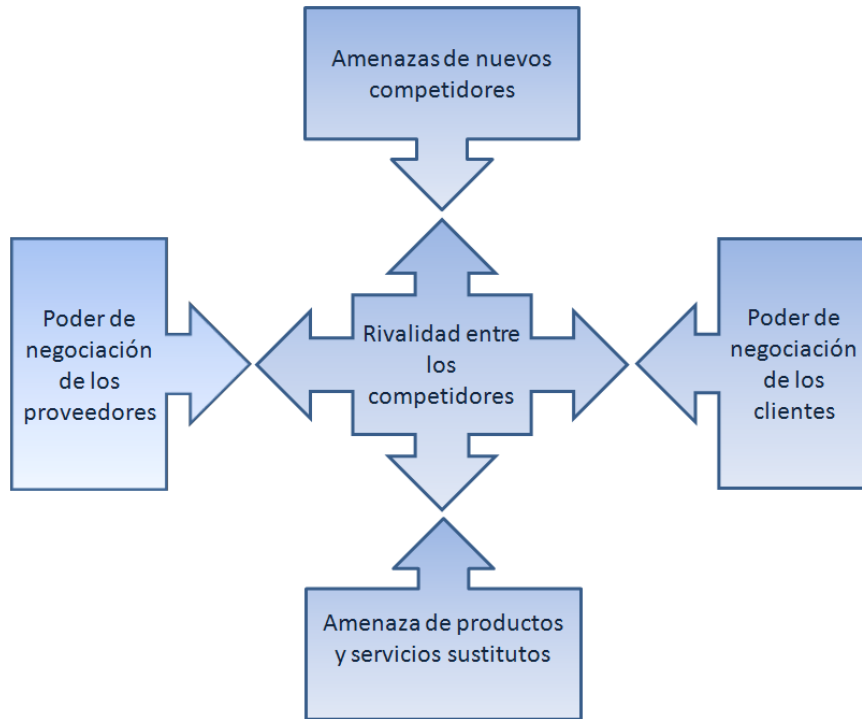 Amenazas de nuevos
competidores
Poder de
negociación
de los
proveedores
Rivalidad entre
los
competidores
Poder de
negociación
de los
clientes
Amenaza de productos
y servicios sustitutos